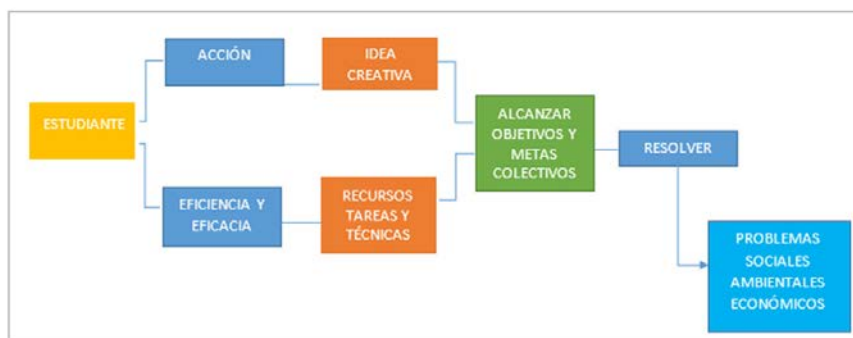 ESTUDIANTE
ACCIÓN
IDEA
CREATIVA
EFICIENCIA Y
EFICACIA
RECURSOS
TAREAS Y
TÉCNICAS
ALCANZAR
OBJETIVOS Y
METAS
COLECTIVOS
RESOLVER
PROBLEMAS
SOCIALES
AMBIENTALES
ECONÓMICOS